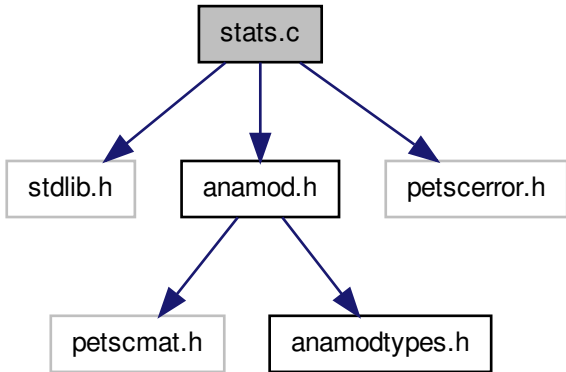 stats.c
stdlib.h
anamod.h
petscerror.h
petscmat.h
anamodtypes.h